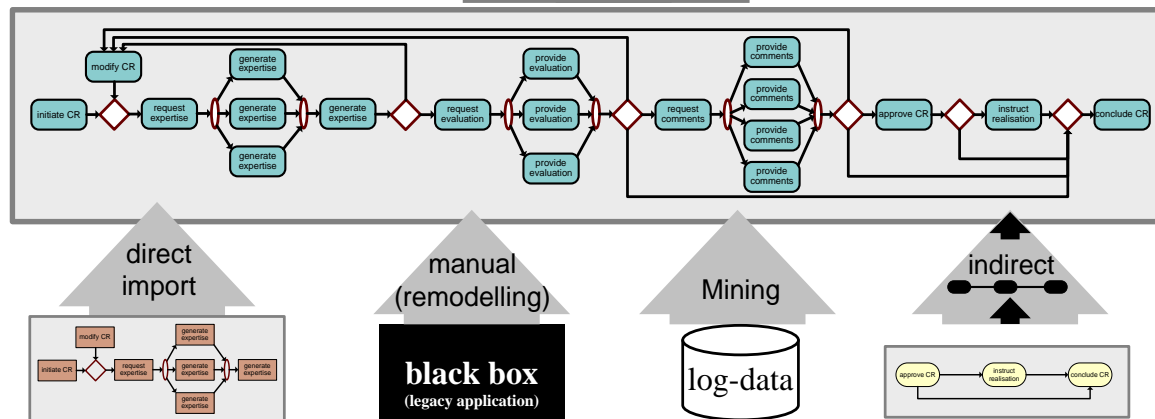 modify CR
initiate CR
request
expertise
generate
expertise
generate
expertise
generate
expertise
generate
expertise
request
evaluation
provide
evaluation
provide
evaluation
provide
evaluation
request
comments
provide
comments
provide
comments
provide
comments
provide
comments
approve CR
instruct
realisation
conclude CR
direct
import
manual
(remodelling)
Mining
indirect
modify CR
initiate CR
request
expertise
generate
expertise
generate
expertise
generate
expertise
generate
expertise
black box
(legacy application)
log-data
approve CR
instruct
realisation
conclude CR